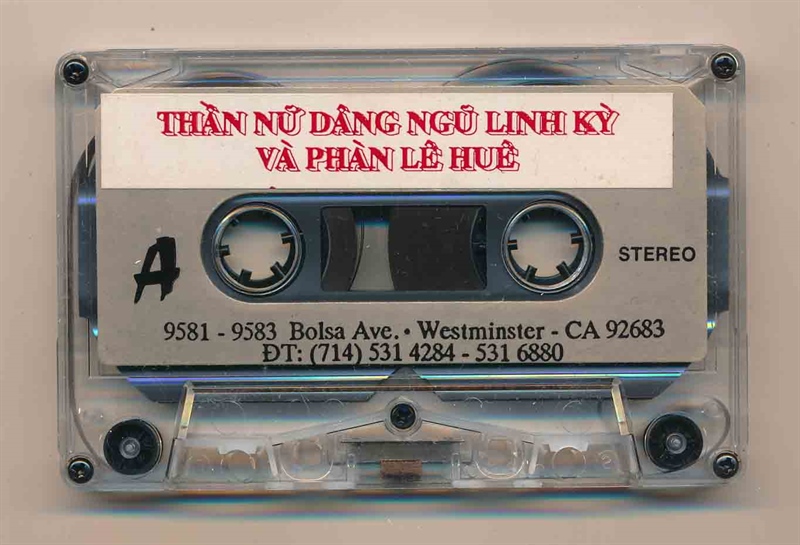 THẦN NỮ DÂNG NGŨ LINH KỲ
VÀ PHÀN LÊ HUÊ
A
STEREO
9581 - 9583 Bolsa Ave. • Westminster - CA 92683
ĐT: (714) 531 4284 - 531 6880